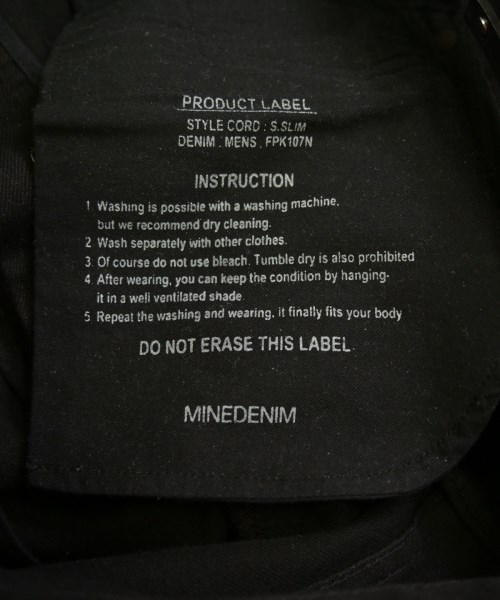 PRODUCT LABEL
STYLE CORD : S.SLIM
DENIM : MENS , FPK107N
INSTRUCTION
1 Washing is possible with a washing machine,
but we recommend dry cleaning.
2 Wash separately with other clothes.
3. Of course do not use bleach. Tumble dry is also prohibited
4 After wearing, you can keep the condition by hanging-
it in a well ventilated shade
5 Repeat the washing and wearing, it finally fits your body
DO NOT ERASE THIS LABEL.
MINEDENIM